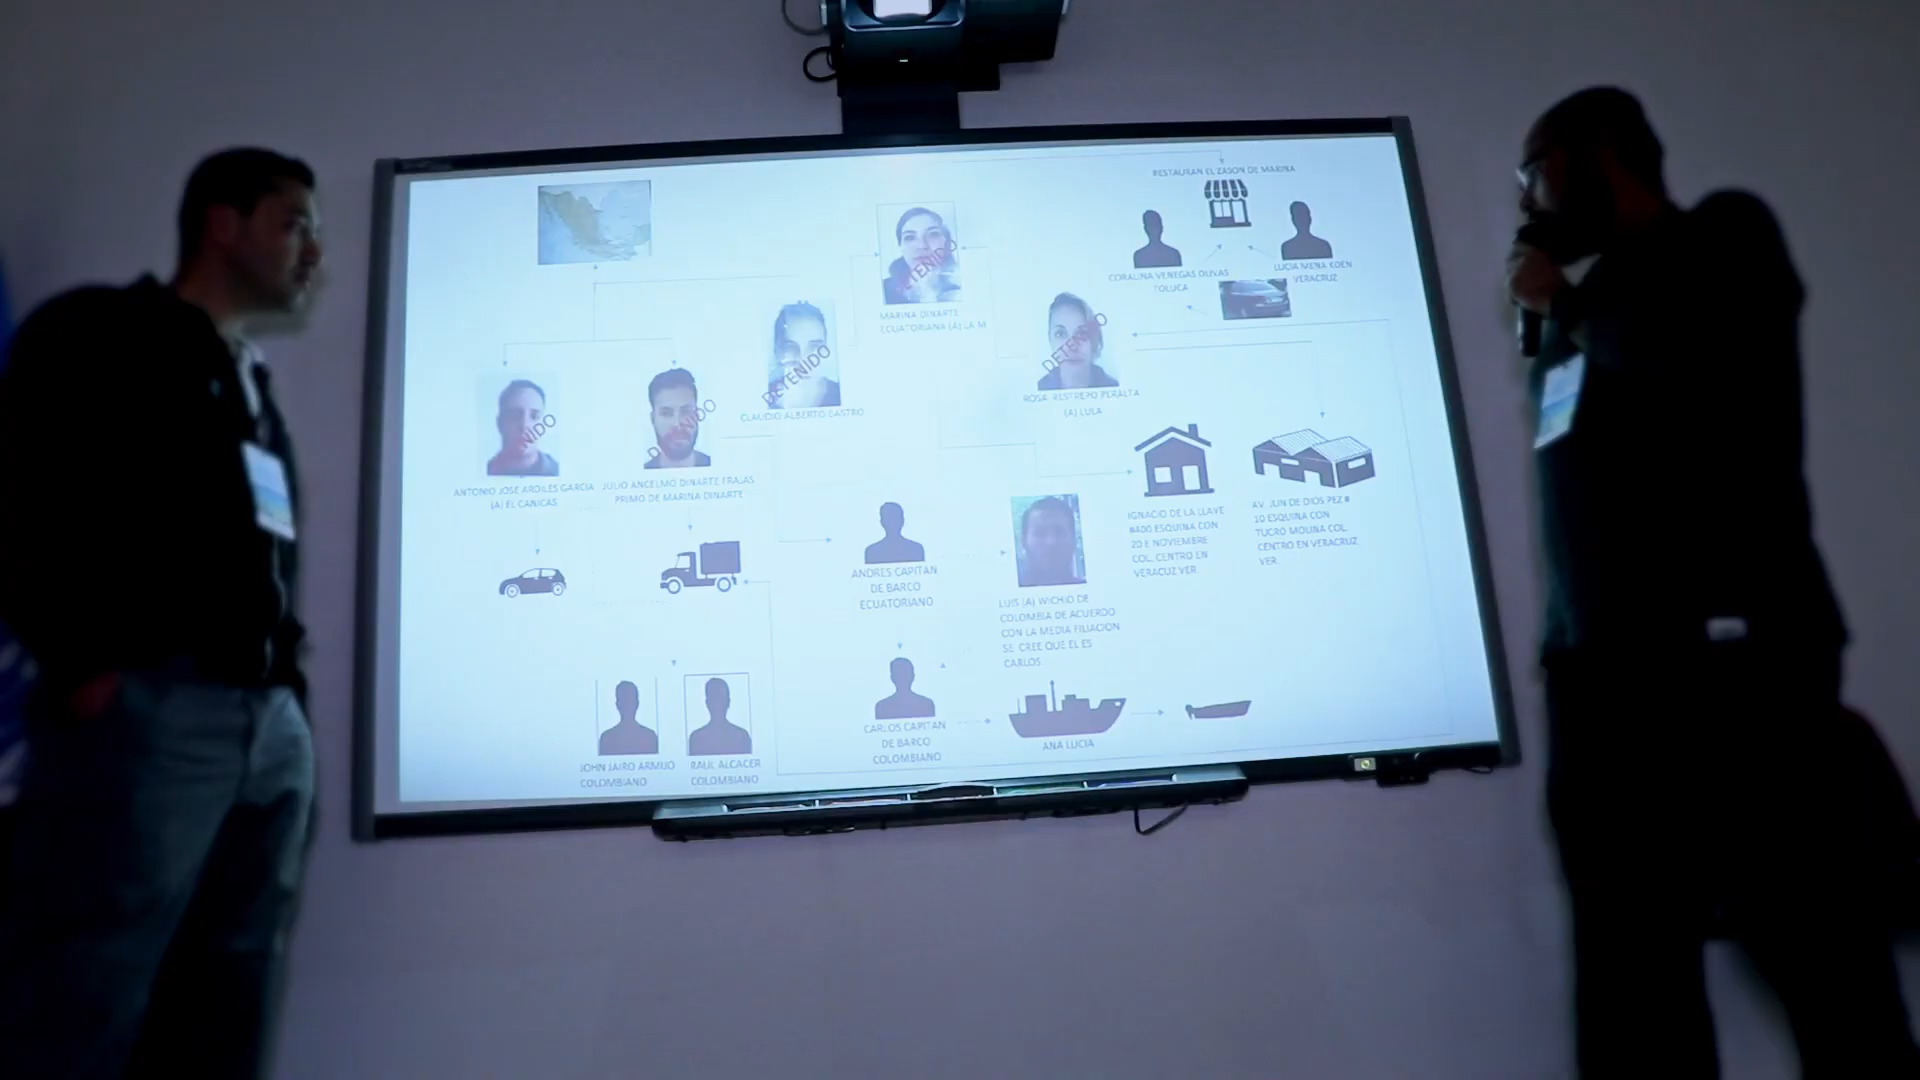 RESTAURAN EL ZASON DE MARINA
CORALINA VENEGAS OLIVAS
TOLUCA
LUCIA MENA KOEN
VERACRUZ
DETENIDO
MARINA DINARTE
ECUATORIANA (A) LA M
DETENIDO
CLAUDIO ALBERTO CASTRO
DETENIDO
ROSA RESTREPO PERALTA
(A) LULA
NIDO
ANTONIO JOSE ARDILES GARCIA
(A) EL CANICAS
NIDO
JULIO ANCELMO DINARTE FRAJAS
PRIMO DE MARINA DINARTE
IGNACIO DE LA LLAVE
#400 ESQUINA CON
20 E NOVIEMBRE
COL. CENTRO EN
VERACUZ VER.
AV. JUN DE DIOS PEZ #
10 ESQUINA CON
TUCRO MOLINA COL.
CENTRO EN VERACRUZ
VER.
ANDRES CAPITAN
DE BARCO
ECUATORIANO
LUIS (A) WICHIO DE
COLOMBIA DE ACUERDO
CON LA MEDIA FILIACION
SE CREE QUE EL ES
CARLOS
CARLOS CAPITAN
DE BARCO
COLOMBIANO
ANA LUCIA
JOHN JAIRO ARMIJO
COLOMBIANO
RAUL ALCACER
COLOMBIANO